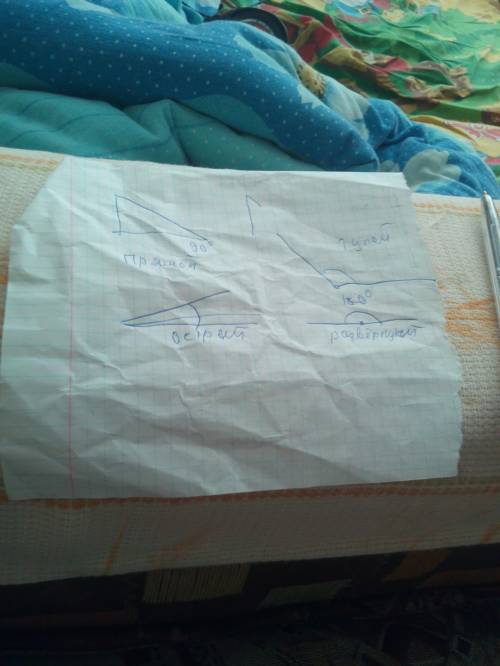 90°
прямой
тупой
180°
острый
развёрнутый